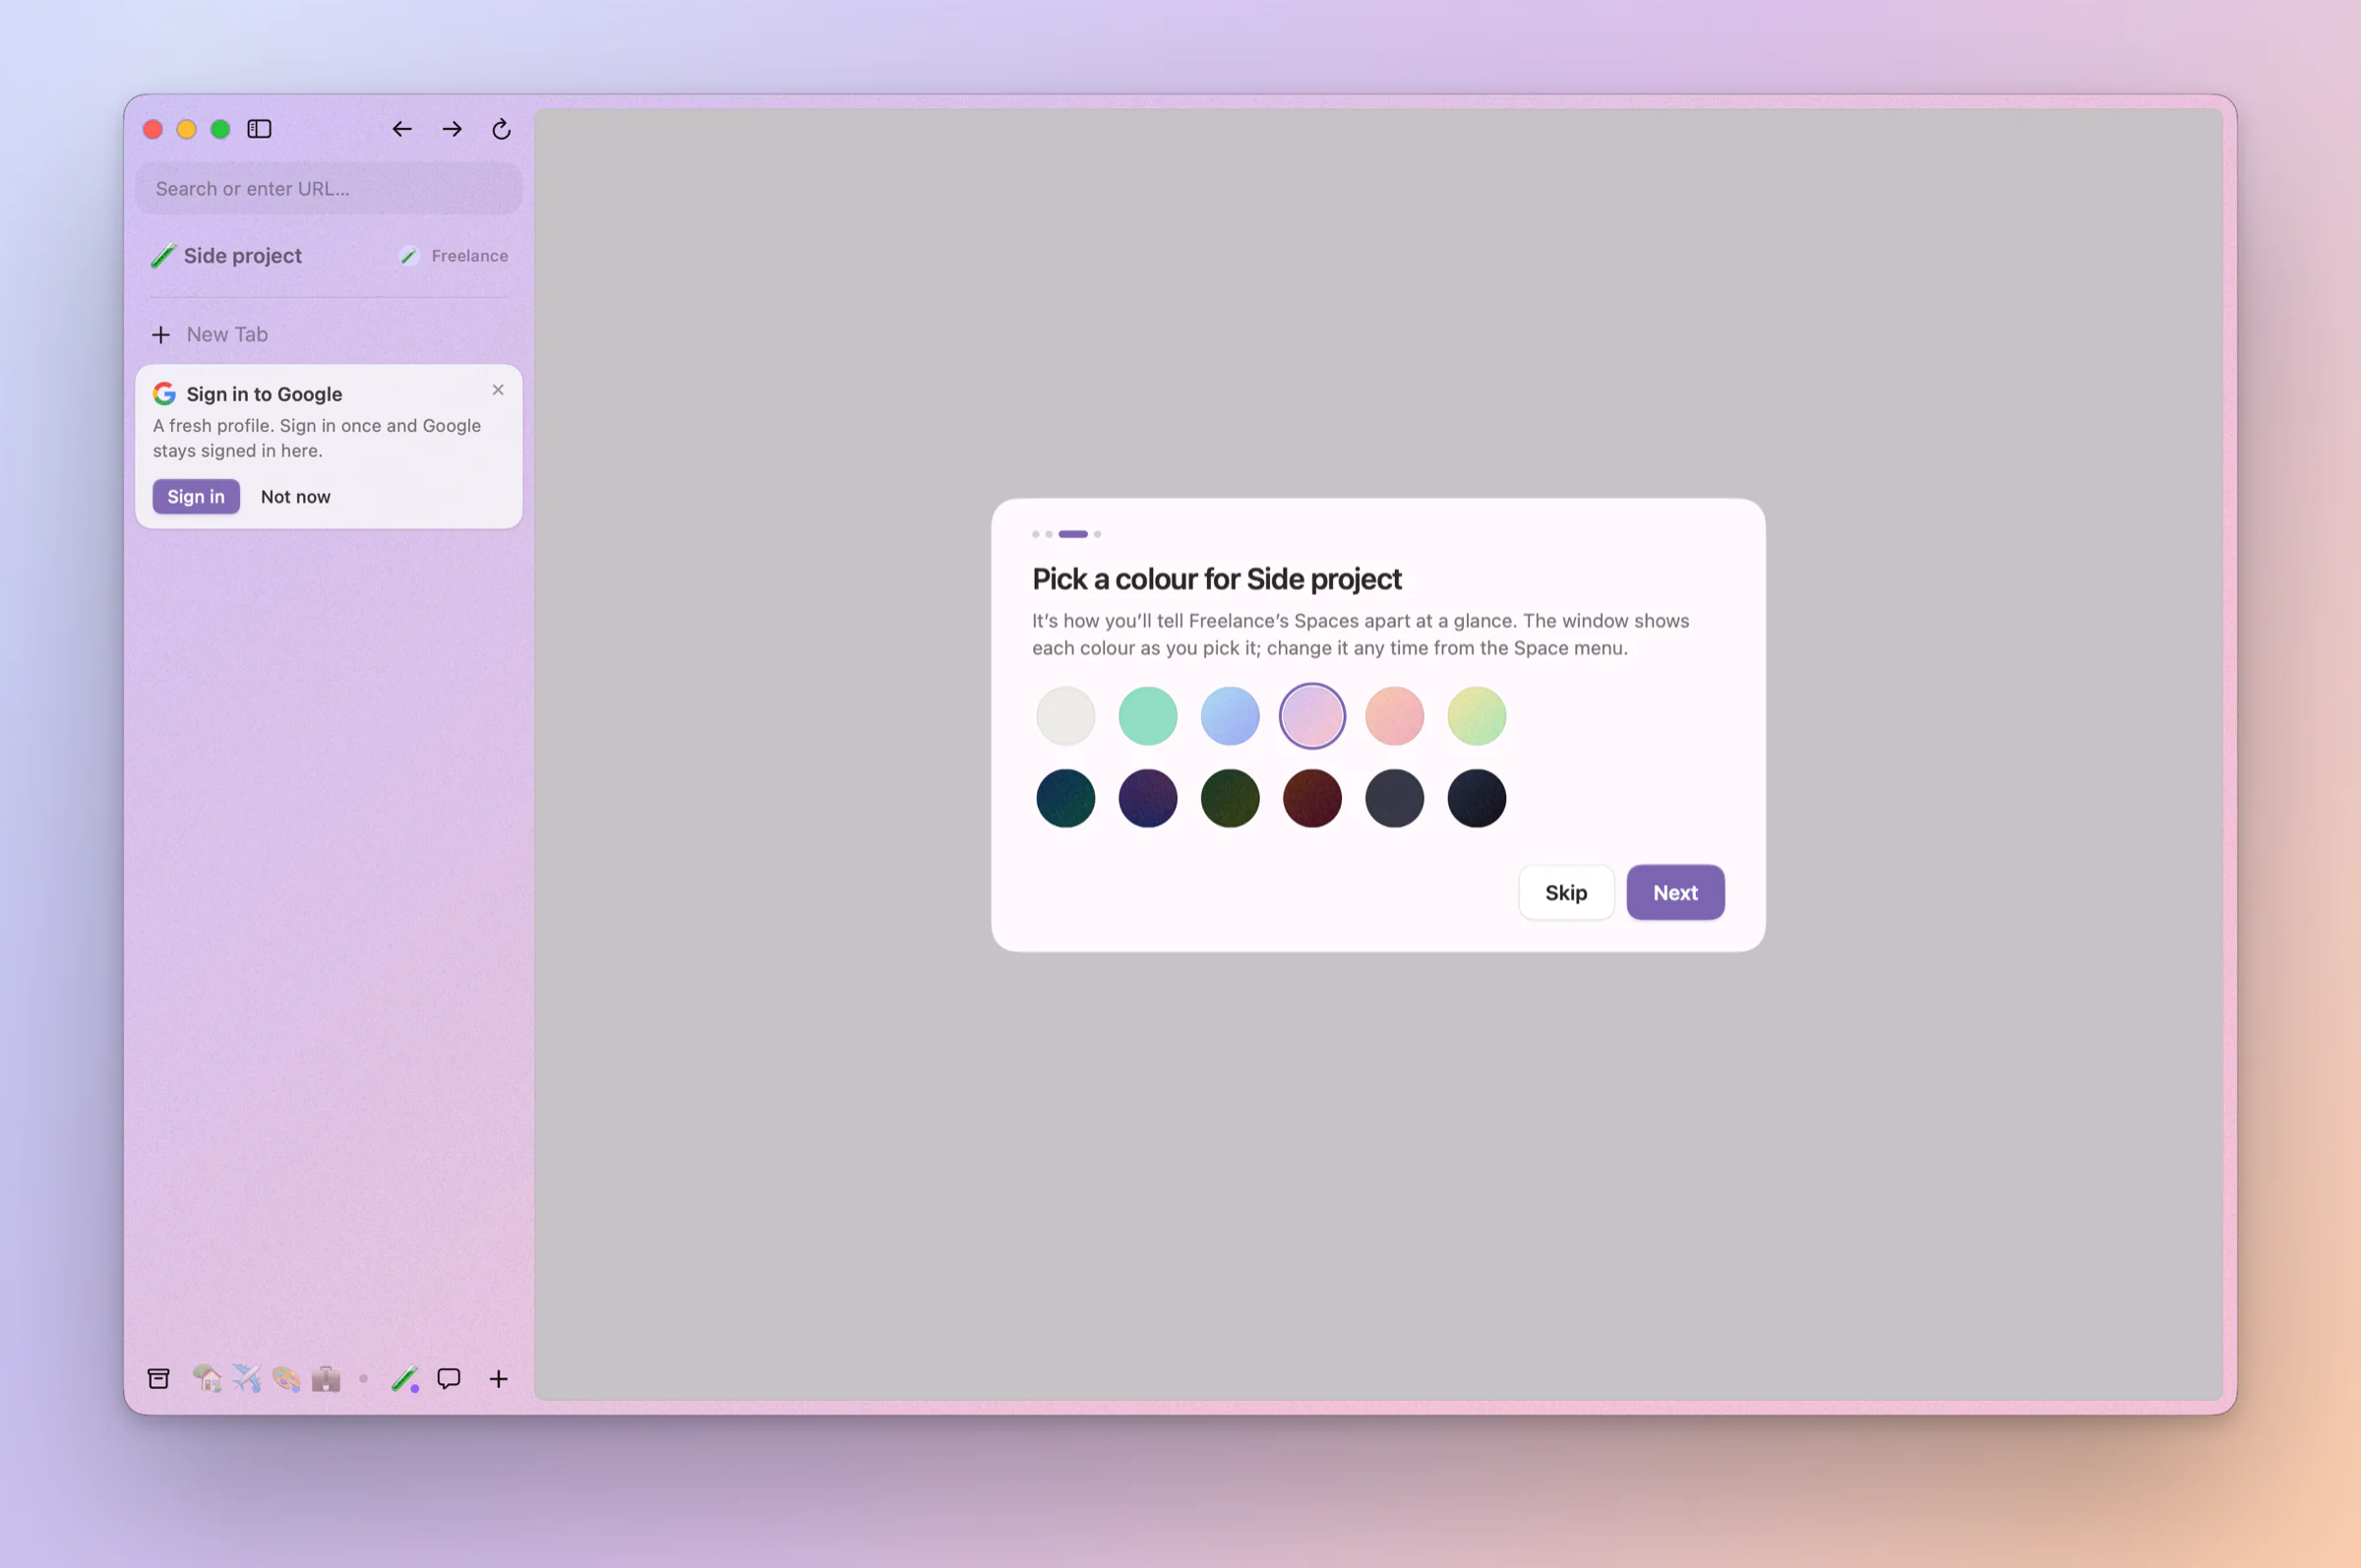 Search or enter URL...
Side project
Freelance
New Tab
Sign in to Google
A fresh profile. Sign in once and Google
stays signed in here.
Sign in
Not now
Pick a colour for Side project
It’s how you’ll tell Freelance’s Spaces apart at a glance. The window shows
each colour as you pick it; change it any time from the Space menu.
Skip
Next